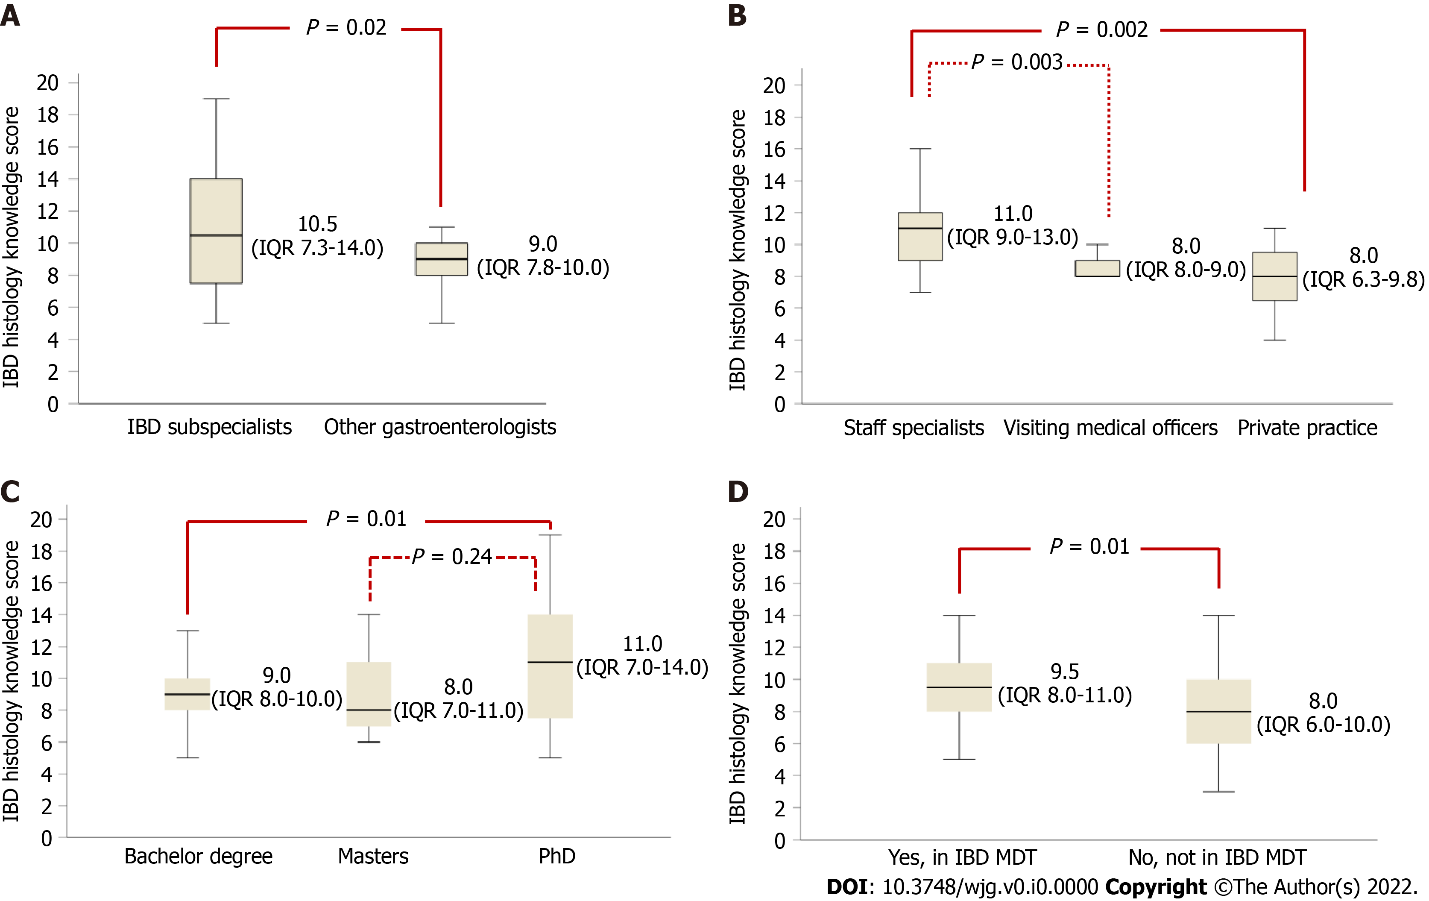 A
P = 0.02
IBD histology knowledge score
20
18
16
14
12
10
8
6
4
2
0
10.5
(IQR 7.3-14.0)
9.0
(IQR 7.8-10.0)
IBD subspecialists
Other gastroenterologists
B
P = 0.002
P = 0.003
IBD histology knowledge score
20
18
16
14
12
10
8
6
4
2
0
11.0
(IQR 9.0-13.0)
8.0
(IQR 8.0-9.0)
8.0
(IQR 6.3-9.8)
Staff specialists
Visiting medical officers
Private practice
C
P = 0.01
P = 0.24
IBD histology knowledge score
20
18
16
14
12
10
8
6
4
2
0
9.0
(IQR 8.0-10.0)
8.0
(IQR 7.0-11.0)
11.0
(IQR 7.0-14.0)
Bachelor degree
Masters
PhD
D
P = 0.01
IBD histology knowledge score
20
18
16
14
12
10
8
6
4
2
0
9.5
(IQR 8.0-11.0)
8.0
(IQR 6.0-10.0)
Yes, in IBD MDT
No, not in IBD MDT
DOI: 10.3748/wjg.v0.i0.0000 Copyright ©The Author(s) 2022.